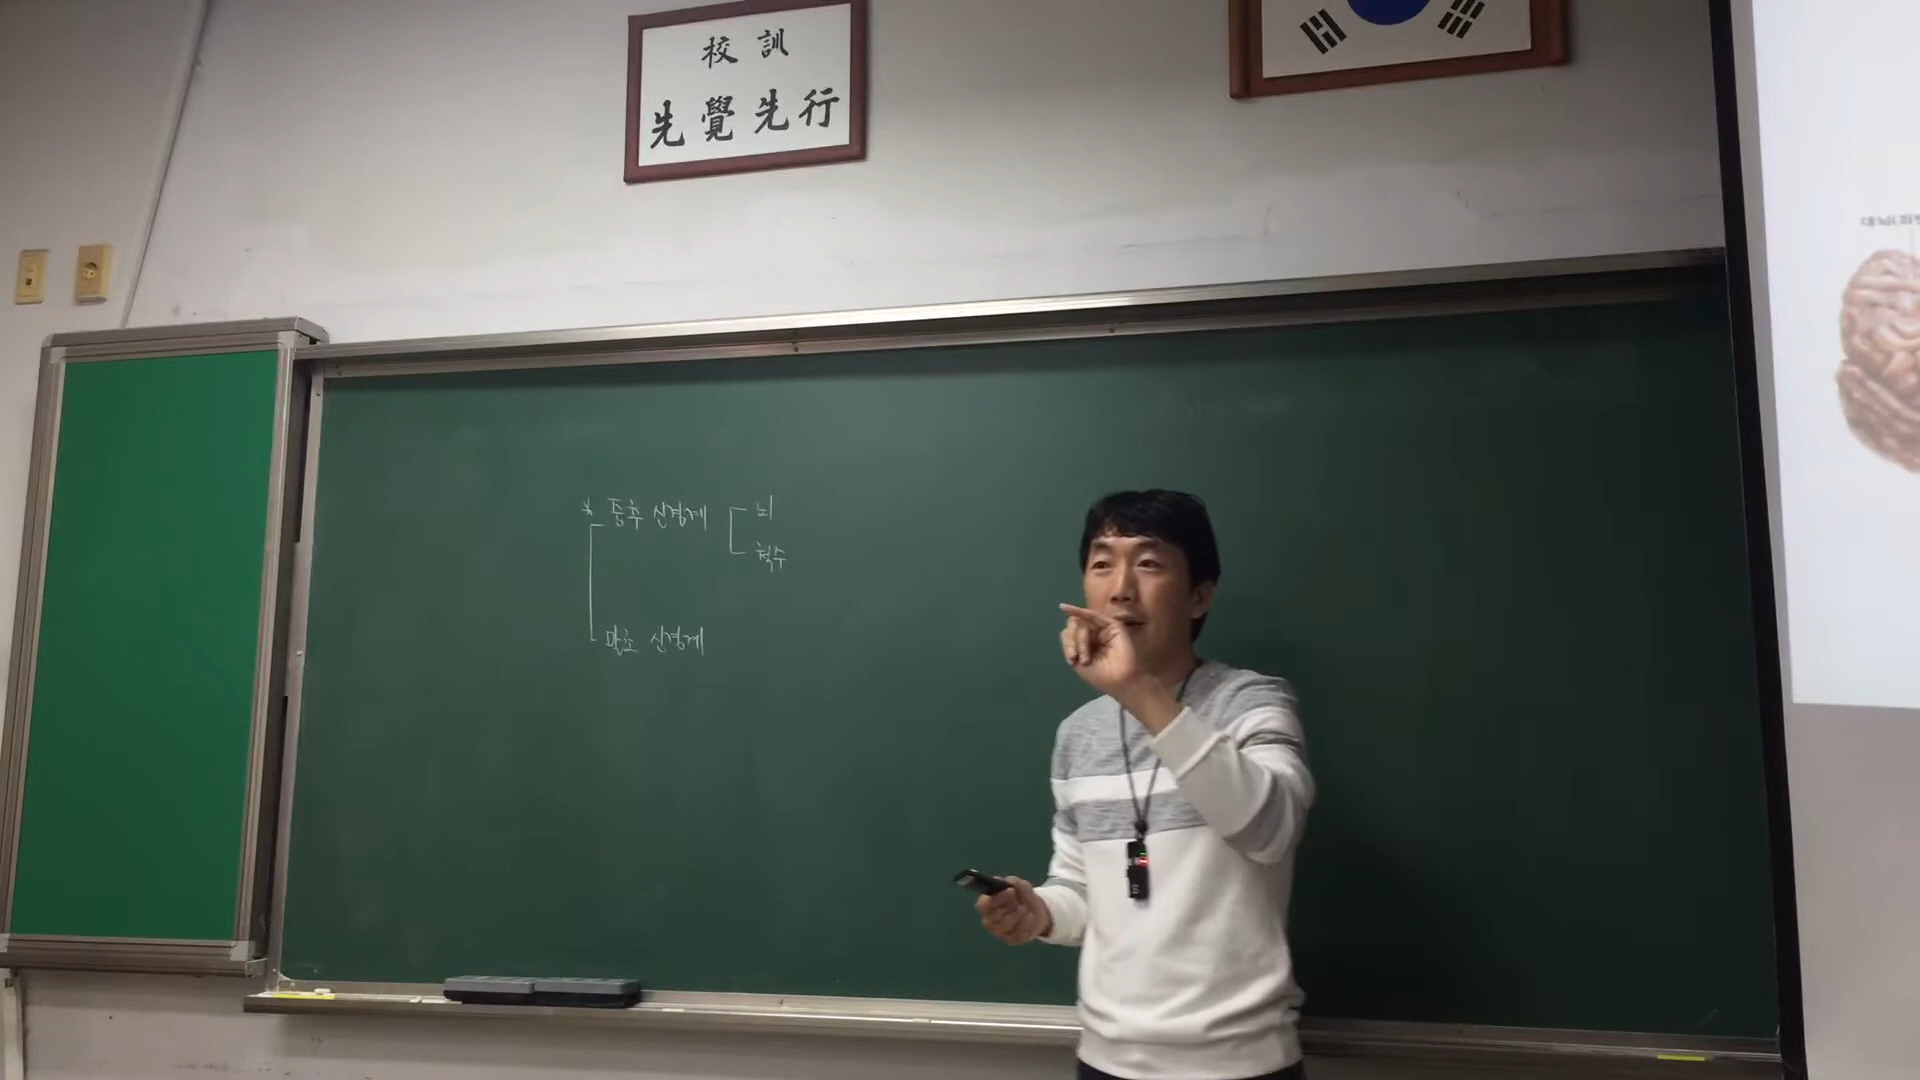 校訓
先覺先行
* 중추 신경계
뇌
척수
말초 신경계